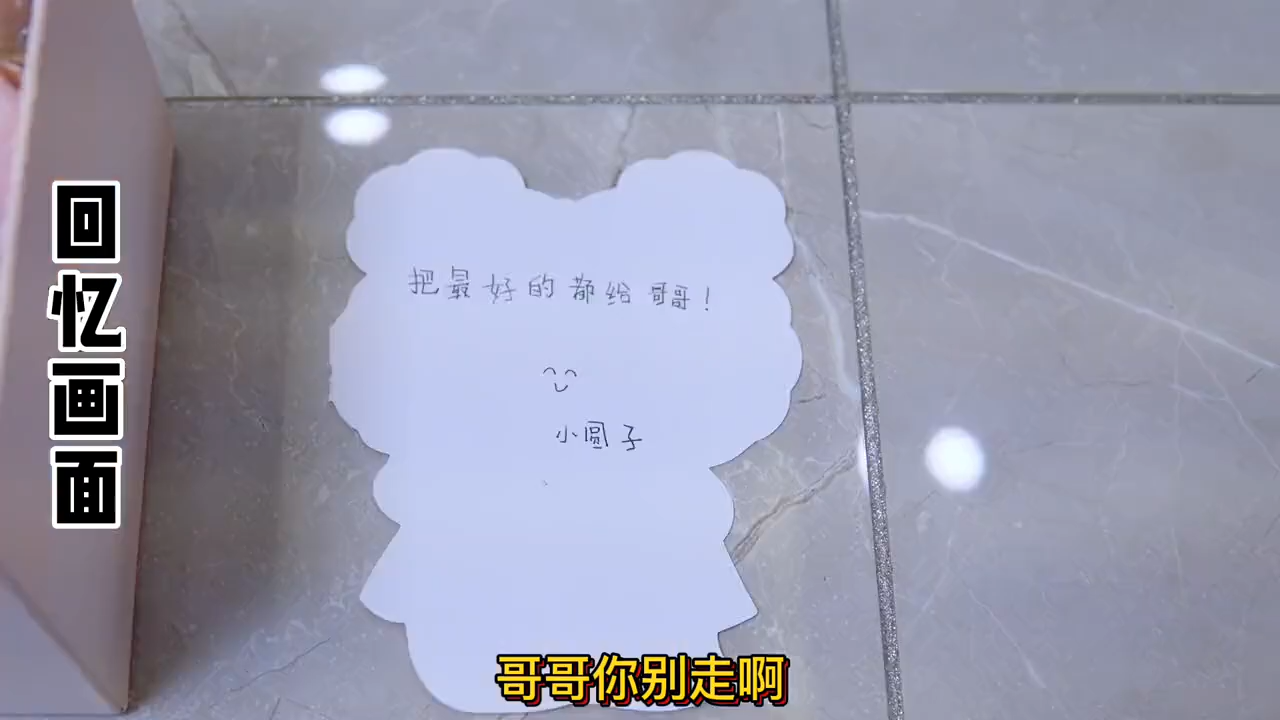 回忆画面
把最好的都给哥哥！
小圆子
哥哥你别走啊